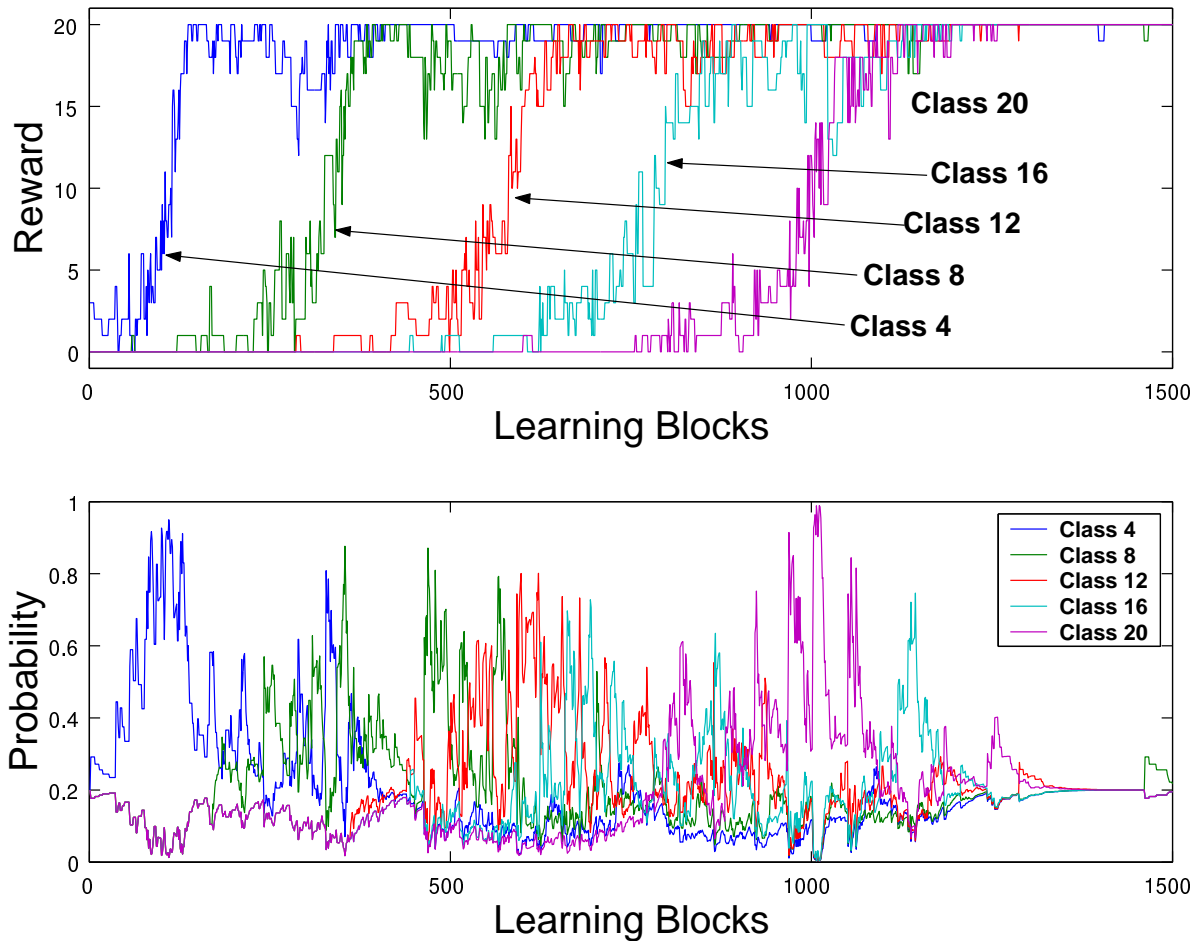 20
15
10
5
0
Reward
Class 20
Class 16
Class 12
Class 8
Class 4
0 500 1000 1500
Learning Blocks
1
0.8
0.6
0.4
0.2
0
Probability
Class 4
Class 8
Class 12
Class 16
Class 20
0 500 1000 1500
Learning Blocks